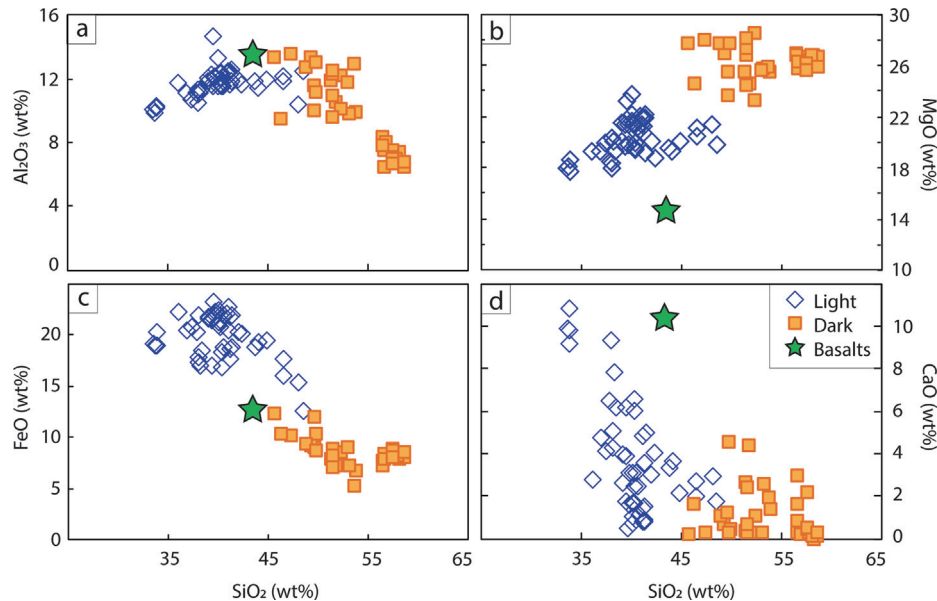 a
Al₂O₃ (wt%)
16
12
8
4
0
b
MgO (wt%)
30
26
22
18
14
10
c
FeO (wt%)
20
15
10
5
0
35
45
55
65
SiO₂ (wt%)
d
Light
Dark
Basalts
CaO (wt%)
10
8
6
4
2
0
35
45
55
65
SiO₂ (wt%)